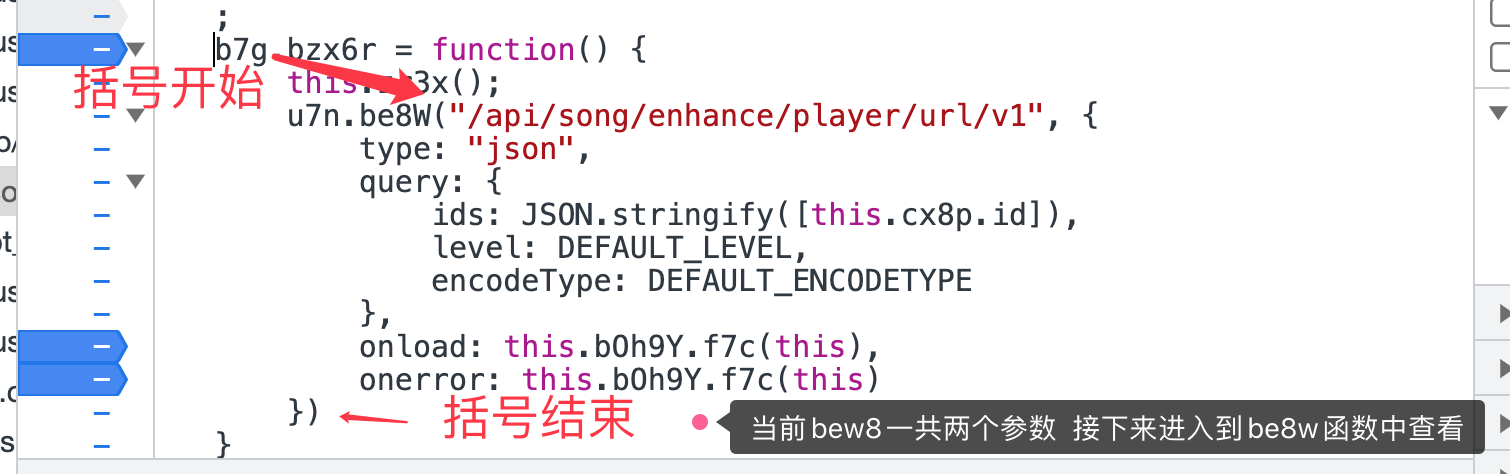 ;
b7g.bzx6r = function() {
括号开始
this.zr3x();
u7n.be8W("/api/song/enhance/player/url/v1", {
type: "json",
query: {
ids: JSON.stringify([this.cx8p.id]),
level: DEFAULT_LEVEL,
encodeType: DEFAULT_ENCODETYPE
},
onload: this.bOh9Y.f7c(this),
onerror: this.bOh9Y.f7c(this)
})
括号结束
当前bew8一共两个参数 接下来进入到be8w函数中查看
}